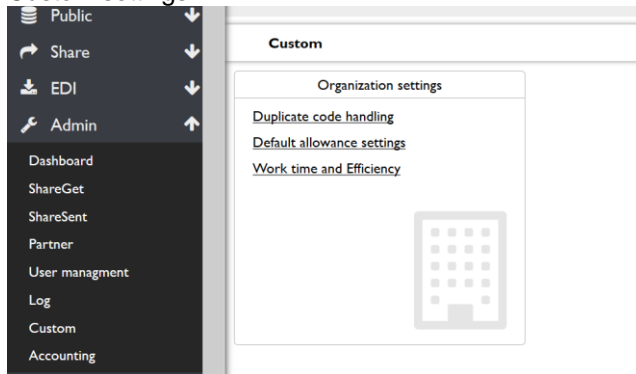 Public
Share
EDI
Admin
Dashboard
ShareGet
ShareSent
Partner
User managment
Log
Custom
Accounting
Custom
Organization settings
Duplicate code handling
Default allowance settings
Work time and Efficiency